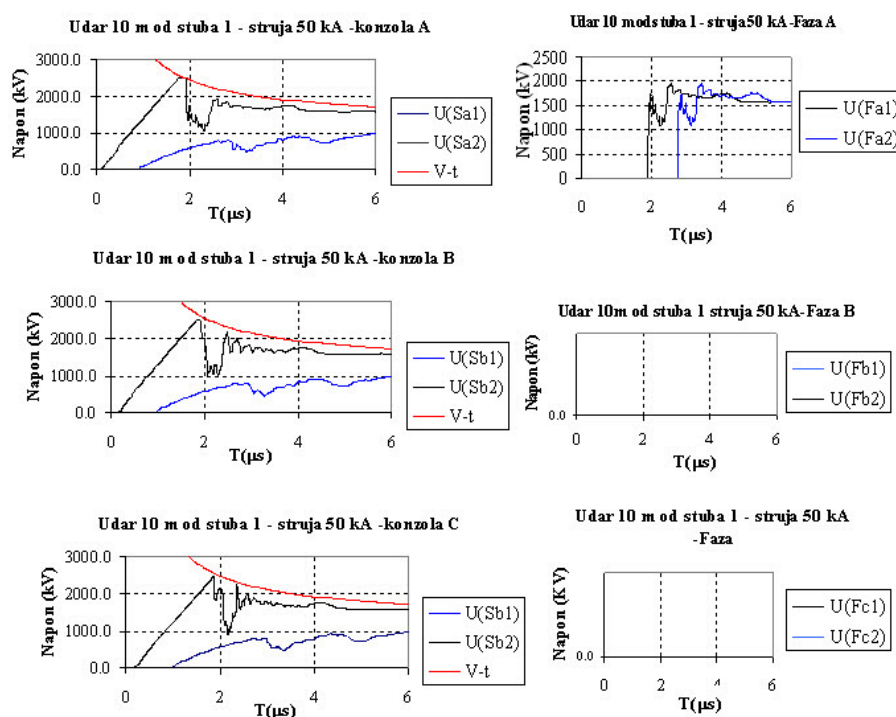 Udar 10 m od stuba 1 - struja 50 kA -konzola A
Napon (kV)
3000.0
2000.0
1000.0
0.0
0
2
4
6
T(μs)
U(Sa1)
U(Sa2)
V-t
Udar 10 m od stuba 1 - struja 50 kA -Faza A
Napon (kV)
2500
2000
1500
1000
500
0
0
2
4
6
T(μs)
U(Fa1)
U(Fa2)
Udar 10 m od stuba 1 - struja 50 kA -konzola B
Napon (kV)
3000.0
2000.0
1000.0
0.0
0
2
4
6
T(μs)
U(Sb1)
U(Sb2)
V-t
Udar 10m od stuba 1 struja 50 kA-Faza B
Napon (kV)
0.0
0
2
4
6
T(μs)
U(Fb1)
U(Fb2)
Udar 10 m od stuba 1 - struja 50 kA -konzola C
Napon (kV)
3000.0
2000.0
1000.0
0.0
0
2
4
6
T(μs)
U(Sb1)
U(Sb2)
V-t
Udar 10 m od stuba 1 - struja 50 kA
-Faza
Napon (K V)
0.0
0
2
4
6
T(μs)
U(Fc1)
U(Fc2)